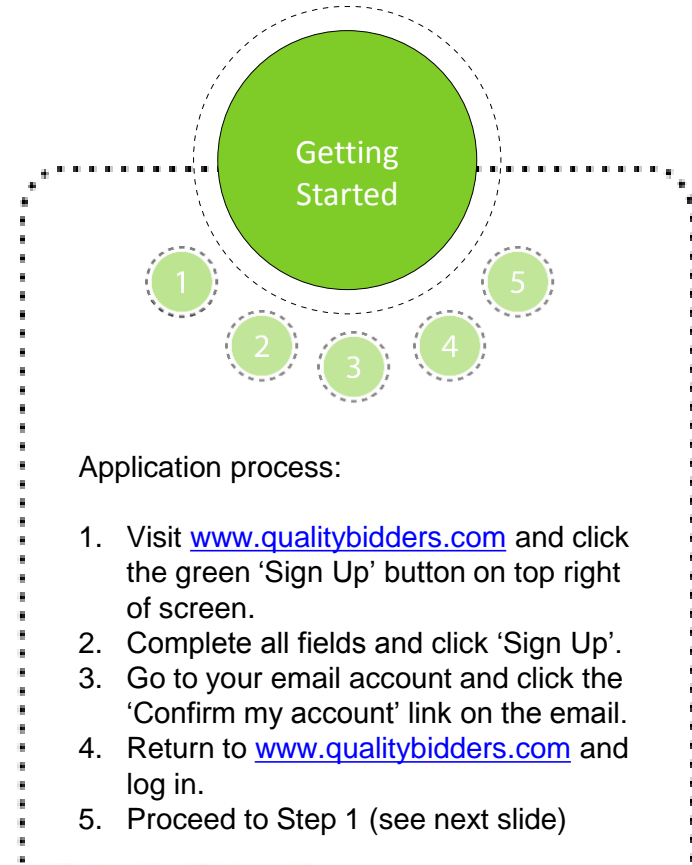 Getting
Started
1
5
2
4
3
Application process:
1. Visit www.qualitybidders.com and click
the green ‘Sign Up’ button on top right
of screen.
2. Complete all fields and click ‘Sign Up’.
3. Go to your email account and click the
‘Confirm my account’ link on the email.
4. Return to www.qualitybidders.com and
log in.
5. Proceed to Step 1 (see next slide)